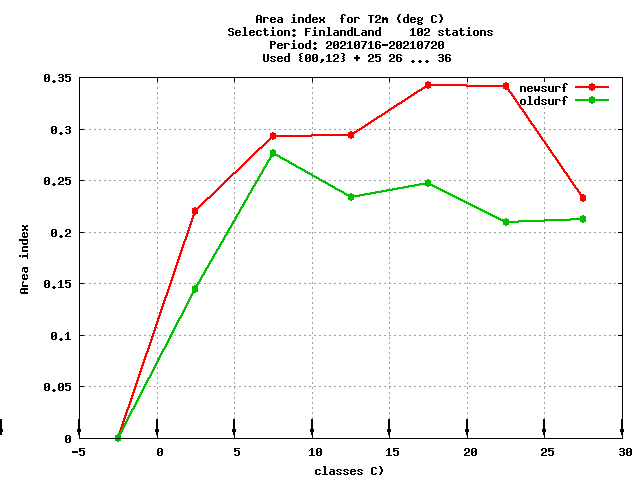 Area index  for T2m (deg C)
Selection: FinlandLand    102 stations
Period: 20210716-20210720
Used {00,12} + 25 26 ... 36
newsurf
oldsurf
0.35
0.3
0.25
0.2
0.15
0.1
0.05
0
Area index
-5 0 5 10 15 20 25 30
classes C)